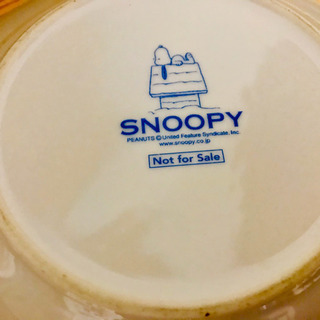 SNOOPY
PEANUTS © United Feature Syndicate, Inc.
www.snoopy.co.jp
Not for Sale